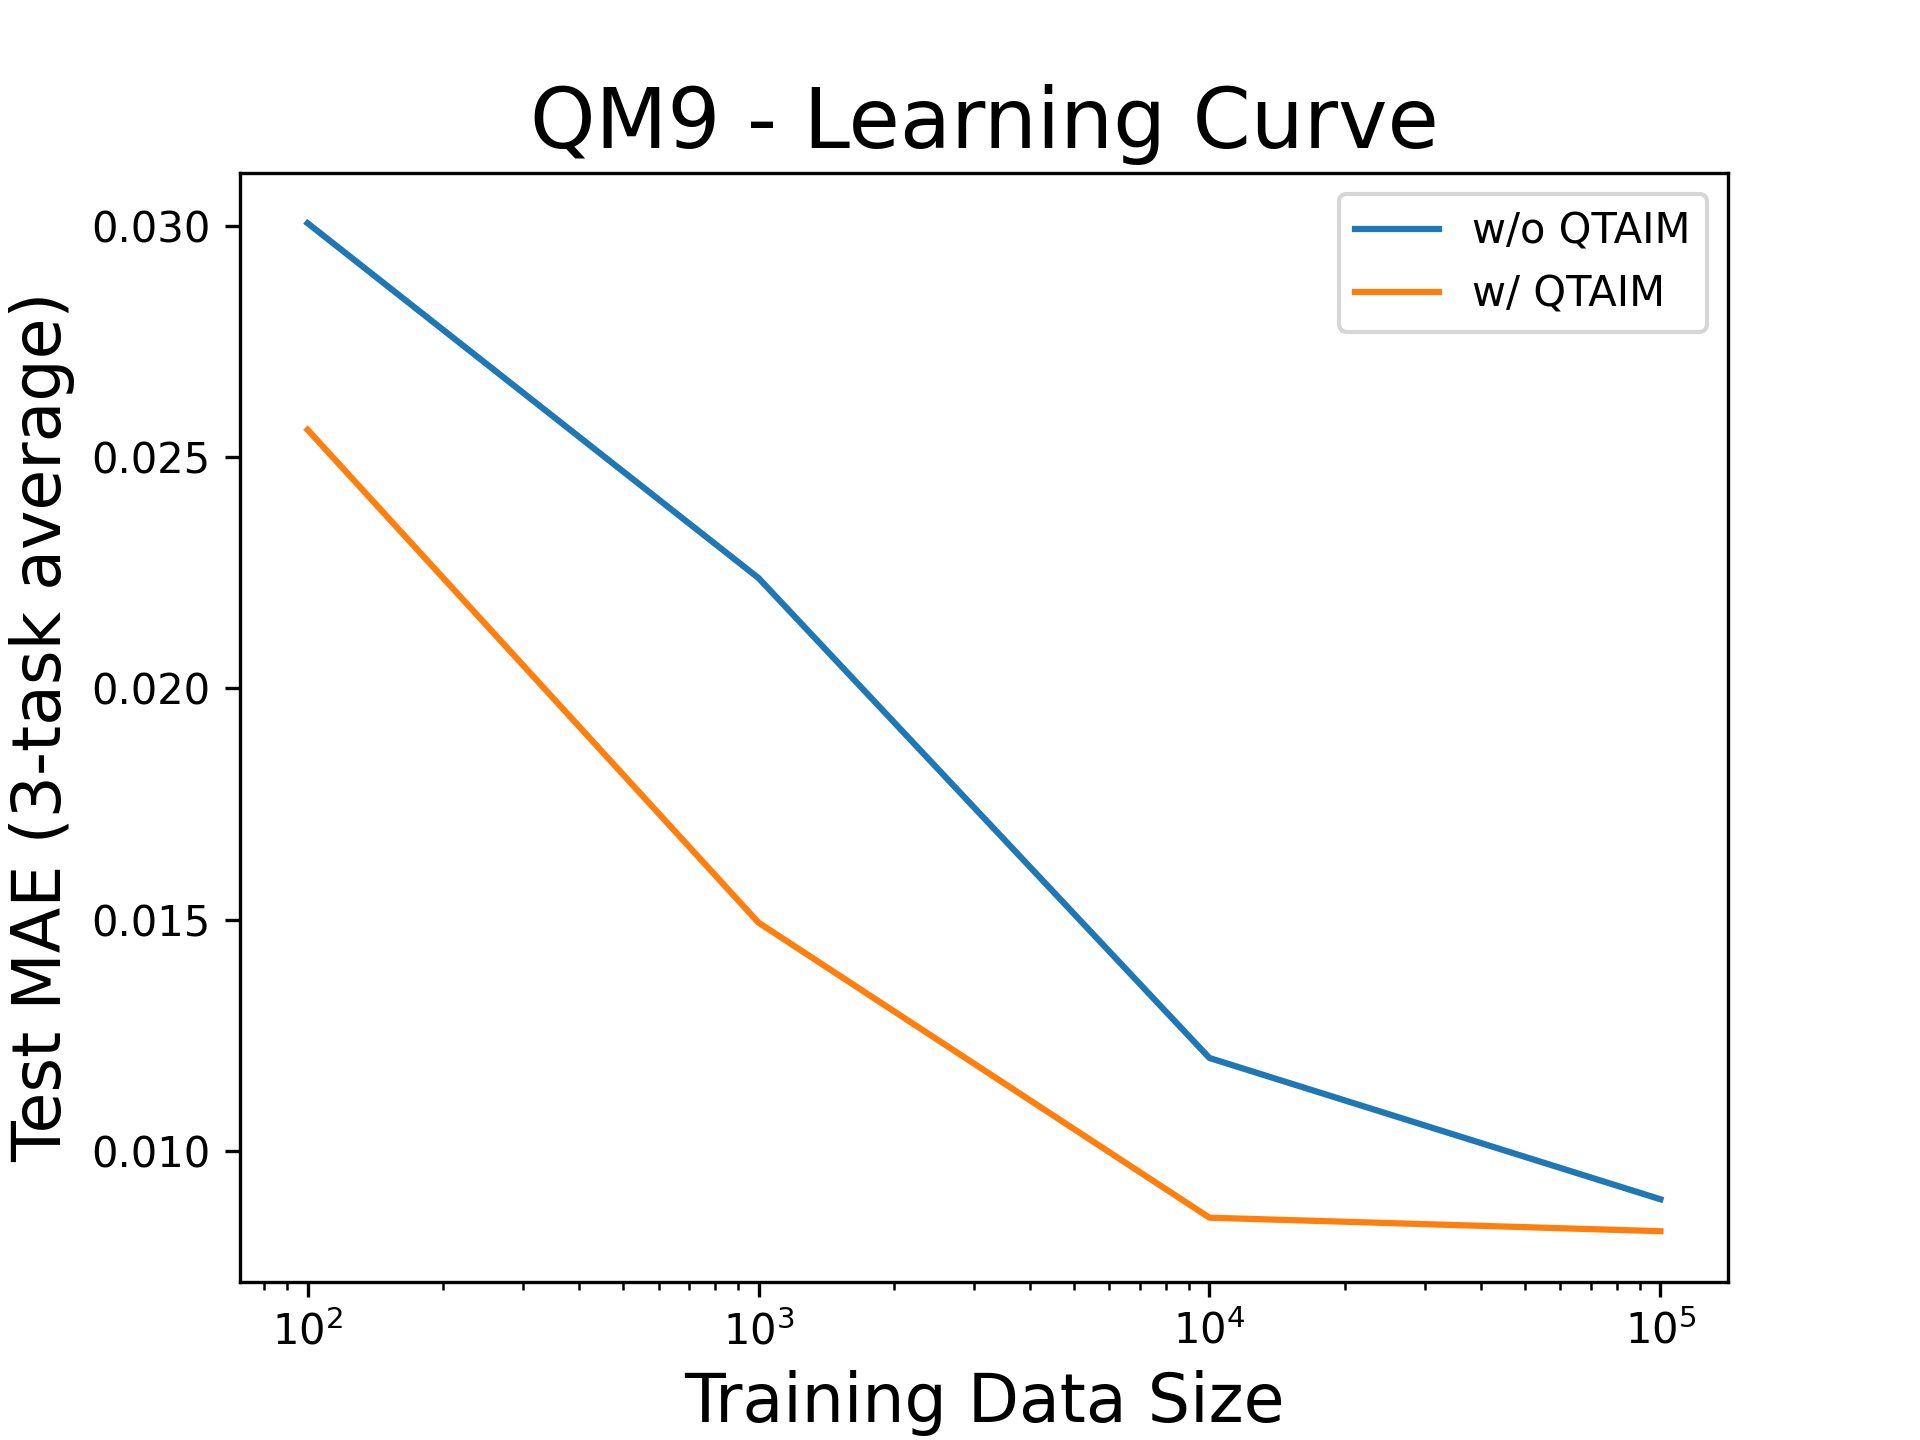 QM9 - Learning Curve
w/o QTAIM
w/ QTAIM
Test MAE (3-task average)
0.030
0.025
0.020
0.015
0.010
10² 10³ 10⁴ 10⁵
Training Data Size